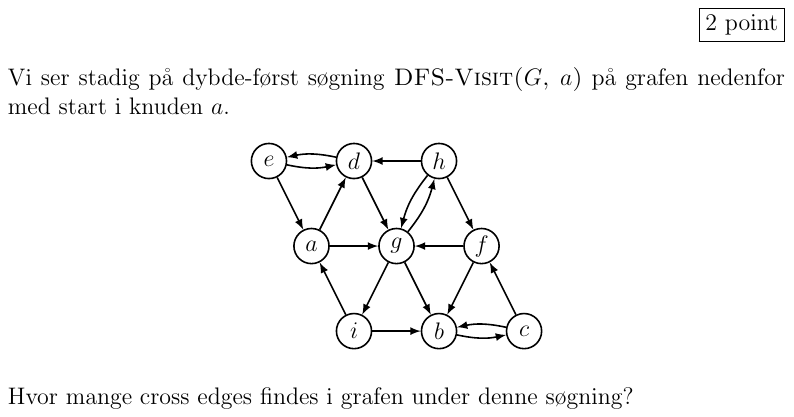 2 point
Vi ser stadig på dybde-først søgning DFS-VISIT(G, a) på grafen nedenfor
med start i knuden a.
e d h
a g f
i b c
Hvor mange cross edges findes i grafen under denne søgning?